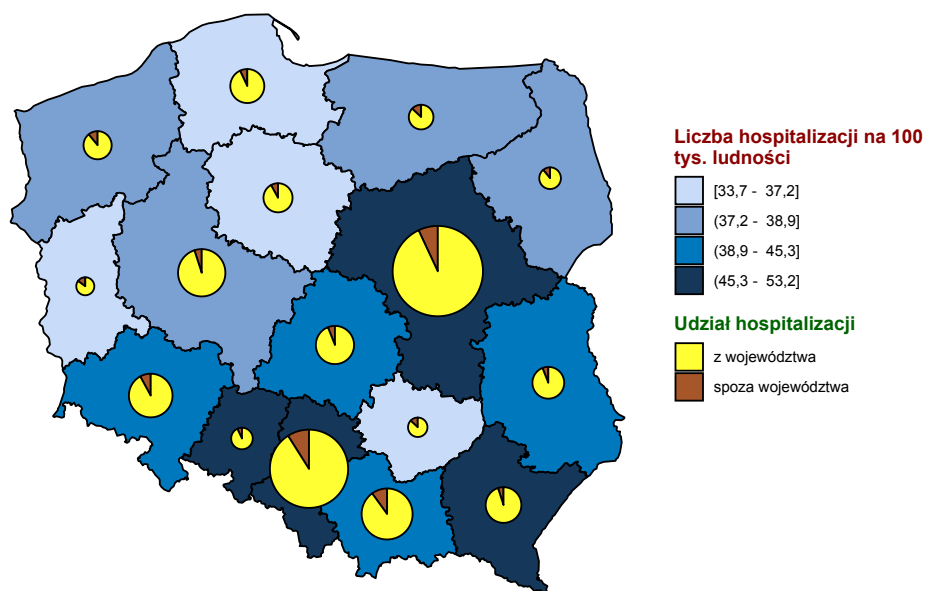 Liczba hospitalizacji na 100
tys. ludności
[33,7 - 37,2]
(37,2 - 38,9]
(38,9 - 45,3]
(45,3 - 53,2]
Udział hospitalizacji
z województwa
spoza województwa